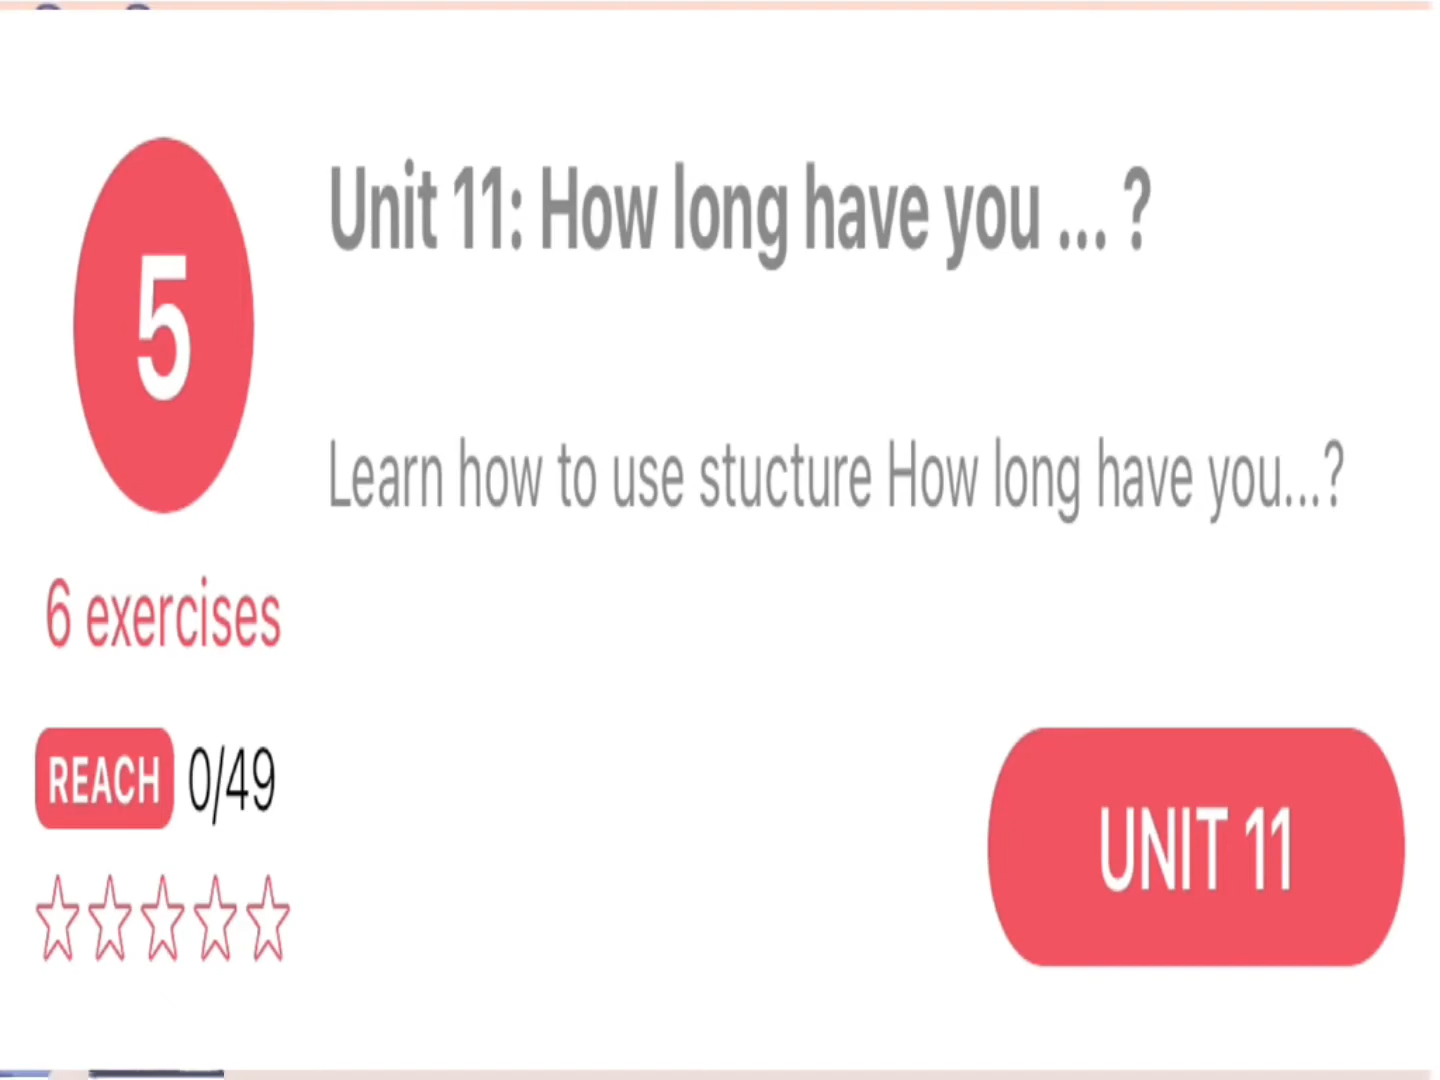 5
Unit 11: How long have you ... ?
Learn how to use stucture How long have you...?
6 exercises
REACH 0/49
UNIT 11